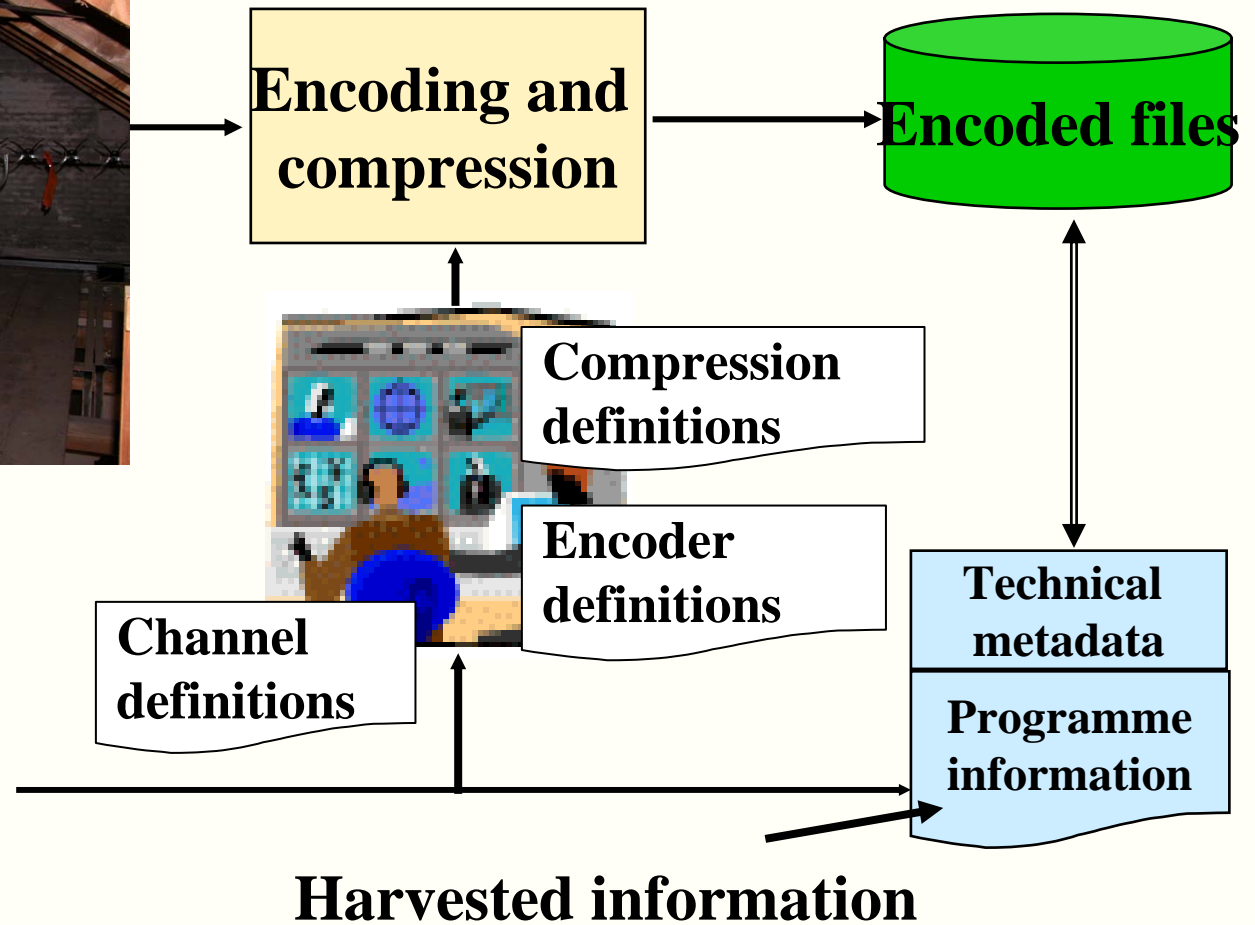 Encoding and
compression
Encoded files
Compression
definitions
Encoder
definitions
Channel
definitions
Technical
metadata
Programme
information
Harvested information